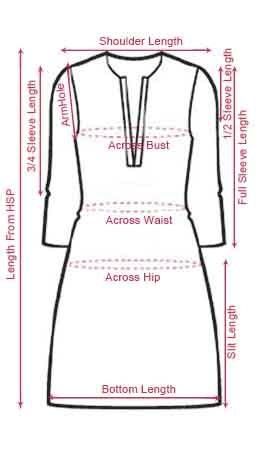 Shoulder Length
3/4 Sleeve Length
ArmHole
1/2 Sleeve Length
Full Sleeve Length
Across Bust
Length From HSP
Across Waist
Across Hip
Slit Length
Bottom Length